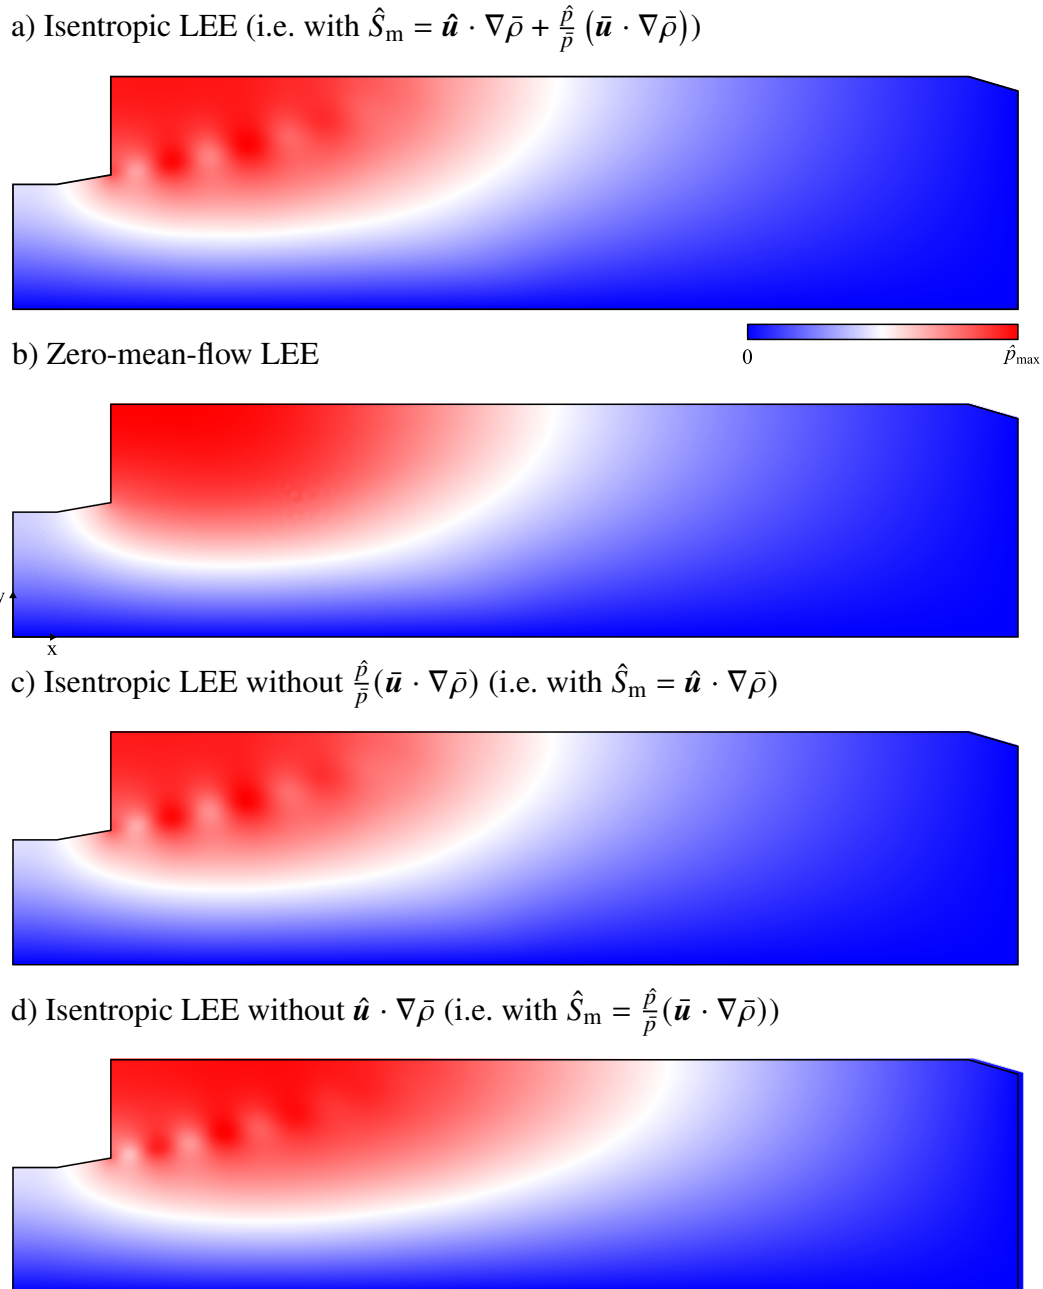 a) Isentropic LEE (i.e. with Ŝ_m = û · ∇ρ̄ + p̂/p̄ (ū · ∇ρ̄))
0
p̂_max
b) Zero-mean-flow LEE
y
x
c) Isentropic LEE without p̂/p̄(ū · ∇ρ̄) (i.e. with Ŝ_m = û · ∇ρ̄)
d) Isentropic LEE without û · ∇ρ̄ (i.e. with Ŝ_m = p̂/p̄(ū · ∇ρ̄))